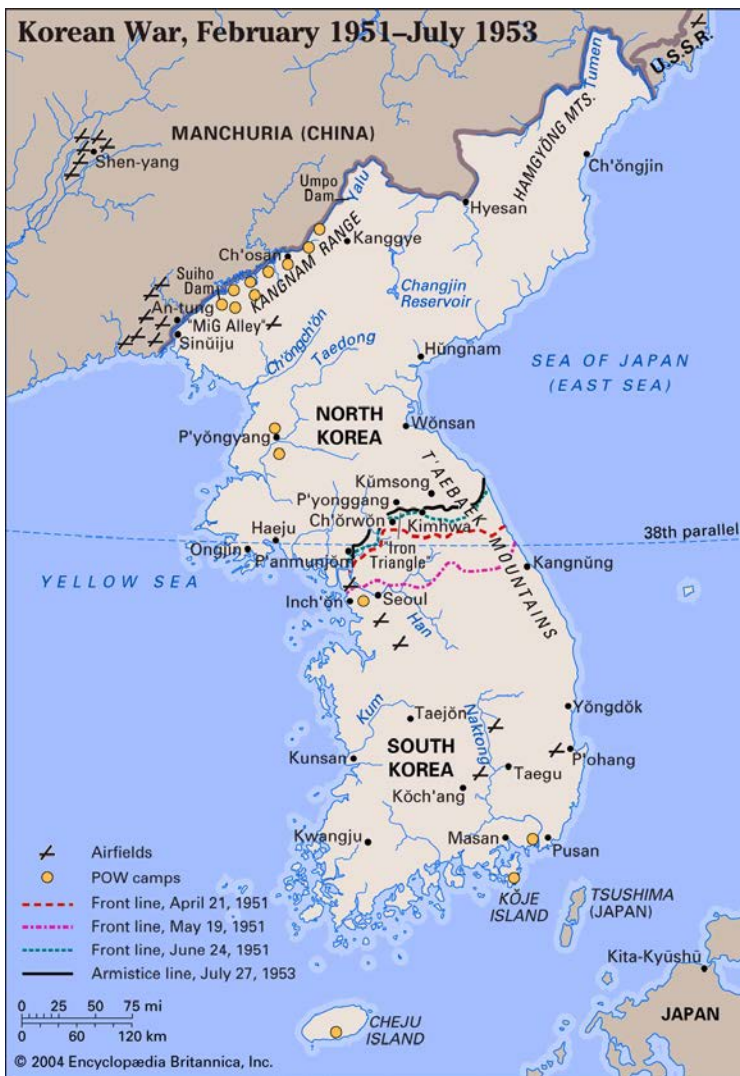 Korean War, February 1951–July 1953
U.S.S.R.
Tumen
MANCHURIA (CHINA)
HAMGYŎNG MTS.
Shen-yang
Ch'ŏngjin
Umpo
Dam
Yalu
Hyesan
Kanggye
Ch'osan
KANGNAM RANGE
Suiho
Dam
Changjin
Reservoir
An-tung
"MiG Alley"
Sinŭiju
Ch'ŏngch'ŏn
Taedong
Hŭngnam
SEA OF JAPAN
(EAST SEA)
NORTH
KOREA
Wŏnsan
P'yŏngyang
T'AEBAEK MOUNTAINS
Kŭmsong
P'yonggang
Ch'ŏrwŏn
Kimhwa
38th parallel
Haeju
Ongjin
P'anmunjŏm
Iron
Triangle
Kangnŭng
YELLOW SEA
Inch'ŏn
Seoul
Han
Kum
Taejŏn
Naktong
Yŏngdŏk
SOUTH
KOREA
P'ohang
Kunsan
Taegu
Kŏch'ang
Kwangju
Masan
Pusan
Airfields
POW camps
Front line, April 21, 1951
Front line, May 19, 1951
Front line, June 24, 1951
Armistice line, July 27, 1953
KŎJE
ISLAND
TSUSHIMA
(JAPAN)
Kita-Kyūshū
0 25 50 75 mi
0 60 120 km
CHEJU
ISLAND
JAPAN
© 2004 Encyclopædia Britannica, Inc.